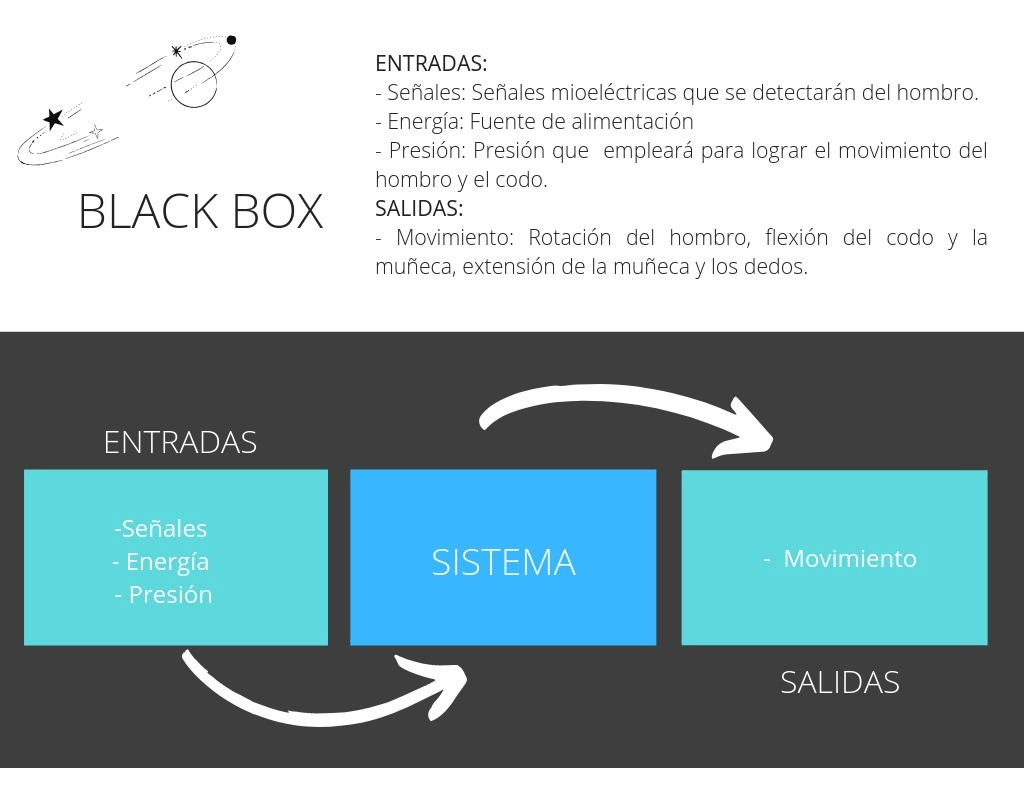 BLACK BOX
ENTRADAS:
- Señales: Señales mioeléctricas que se detectarán del hombro.
- Energía: Fuente de alimentación
- Presión: Presión que empleará para lograr el movimiento del
hombro y el codo.
SALIDAS:
- Movimiento: Rotación del hombro, flexión del codo y la
muñeca, extensión de la muñeca y los dedos.
ENTRADAS
-Señales
- Energía
- Presión
SISTEMA
- Movimiento
SALIDAS